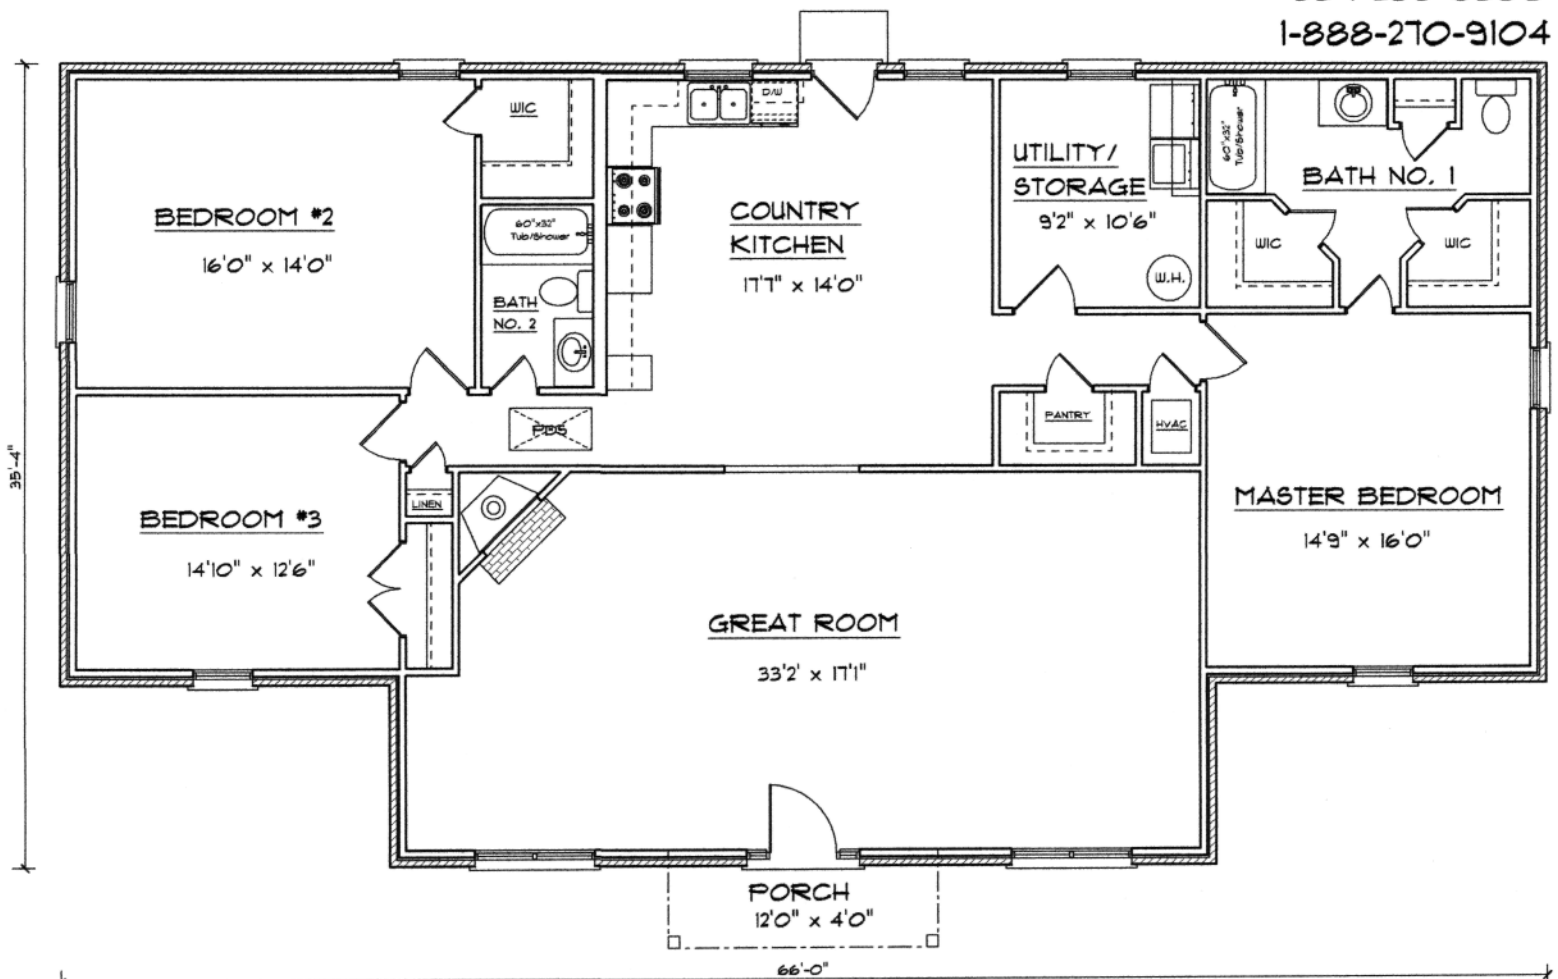 1-888-270-9104
WIC
D/W
60"x32"
Tub/Shower
UTILITY/
STORAGE
9'2" x 10'6"
BATH NO. 1
BEDROOM #2
16'0" x 14'0"
60"x32"
Tub/Shower
COUNTRY
KITCHEN
17'7" x 14'0"
WIC
WIC
W.H.
BATH
NO. 2
PDS
PANTRY
HVAC
35'-4"
LINEN
BEDROOM #3
14'10" x 12'6"
MASTER BEDROOM
14'9" x 16'0"
GREAT ROOM
33'2' x 17'1"
PORCH
12'0" x 4'0"
66'-0"